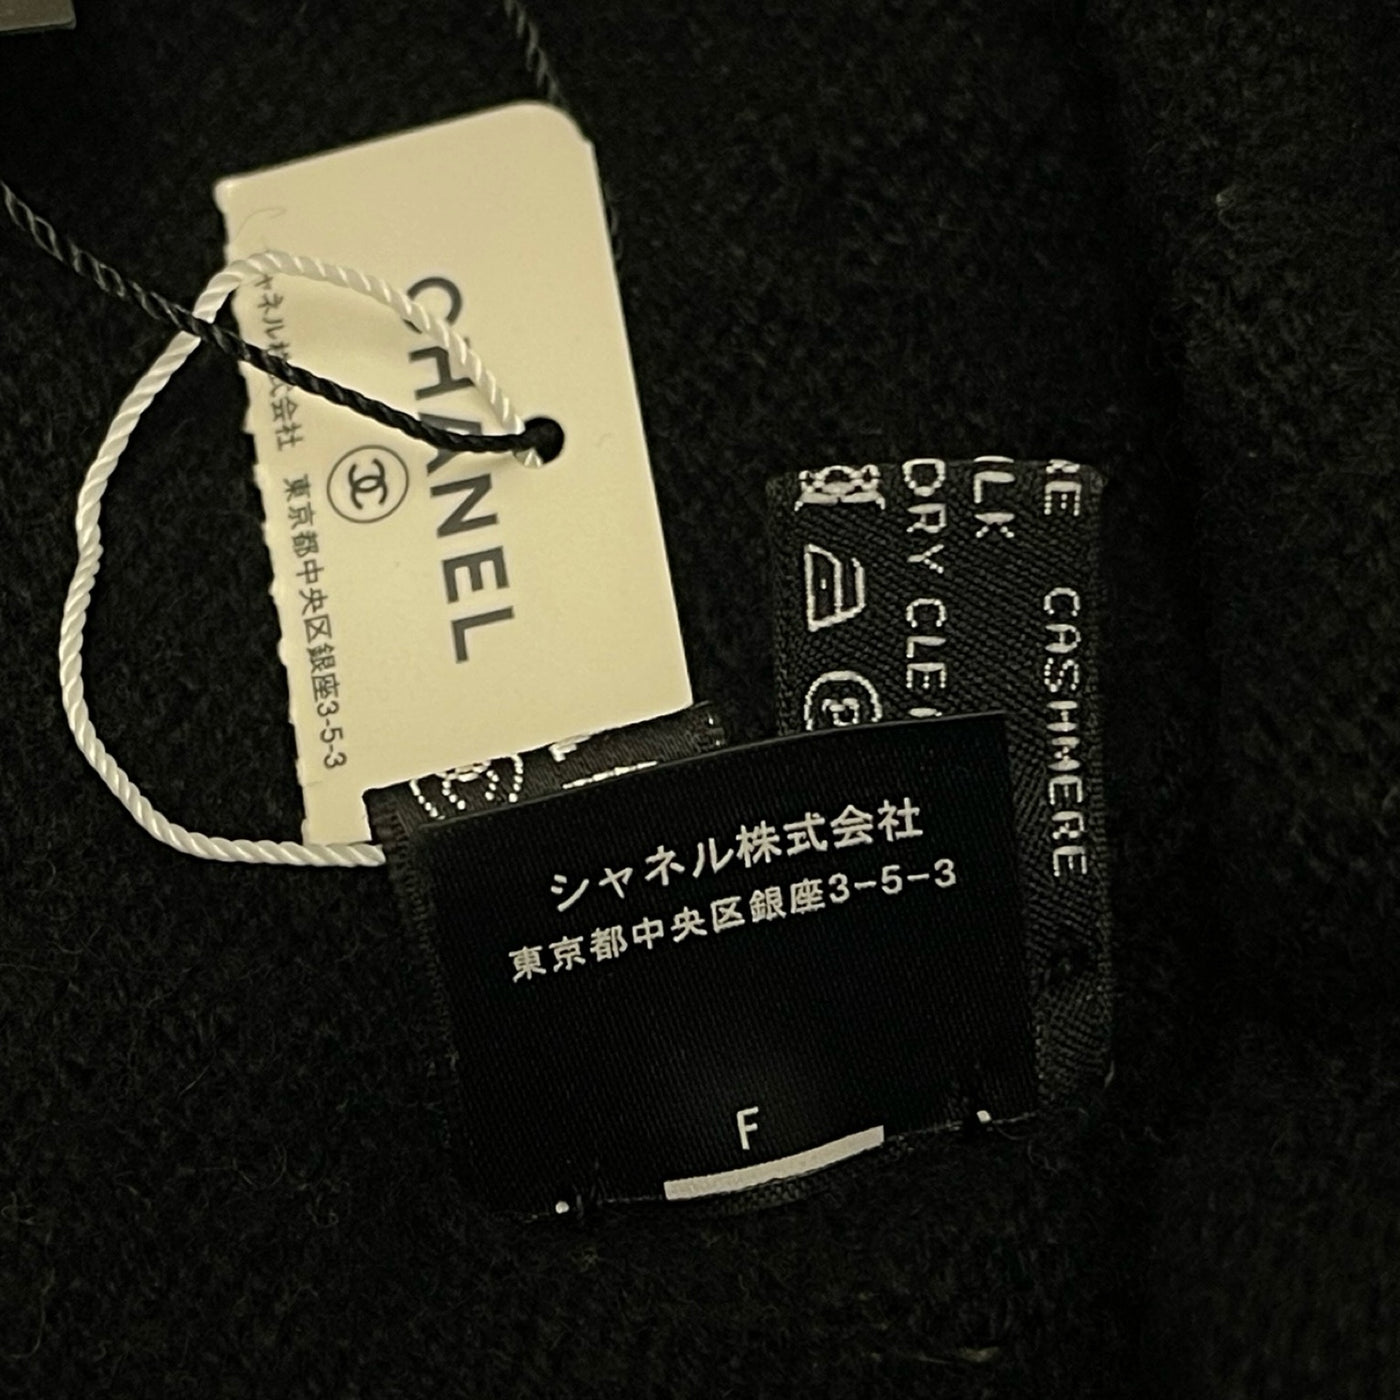 CHANEL
ャネル株式会社 東京都中央区銀座3-5-3
CASHMERE
DRY CLE
シャネル株式会社
東京都中央区銀座3-5-3
F